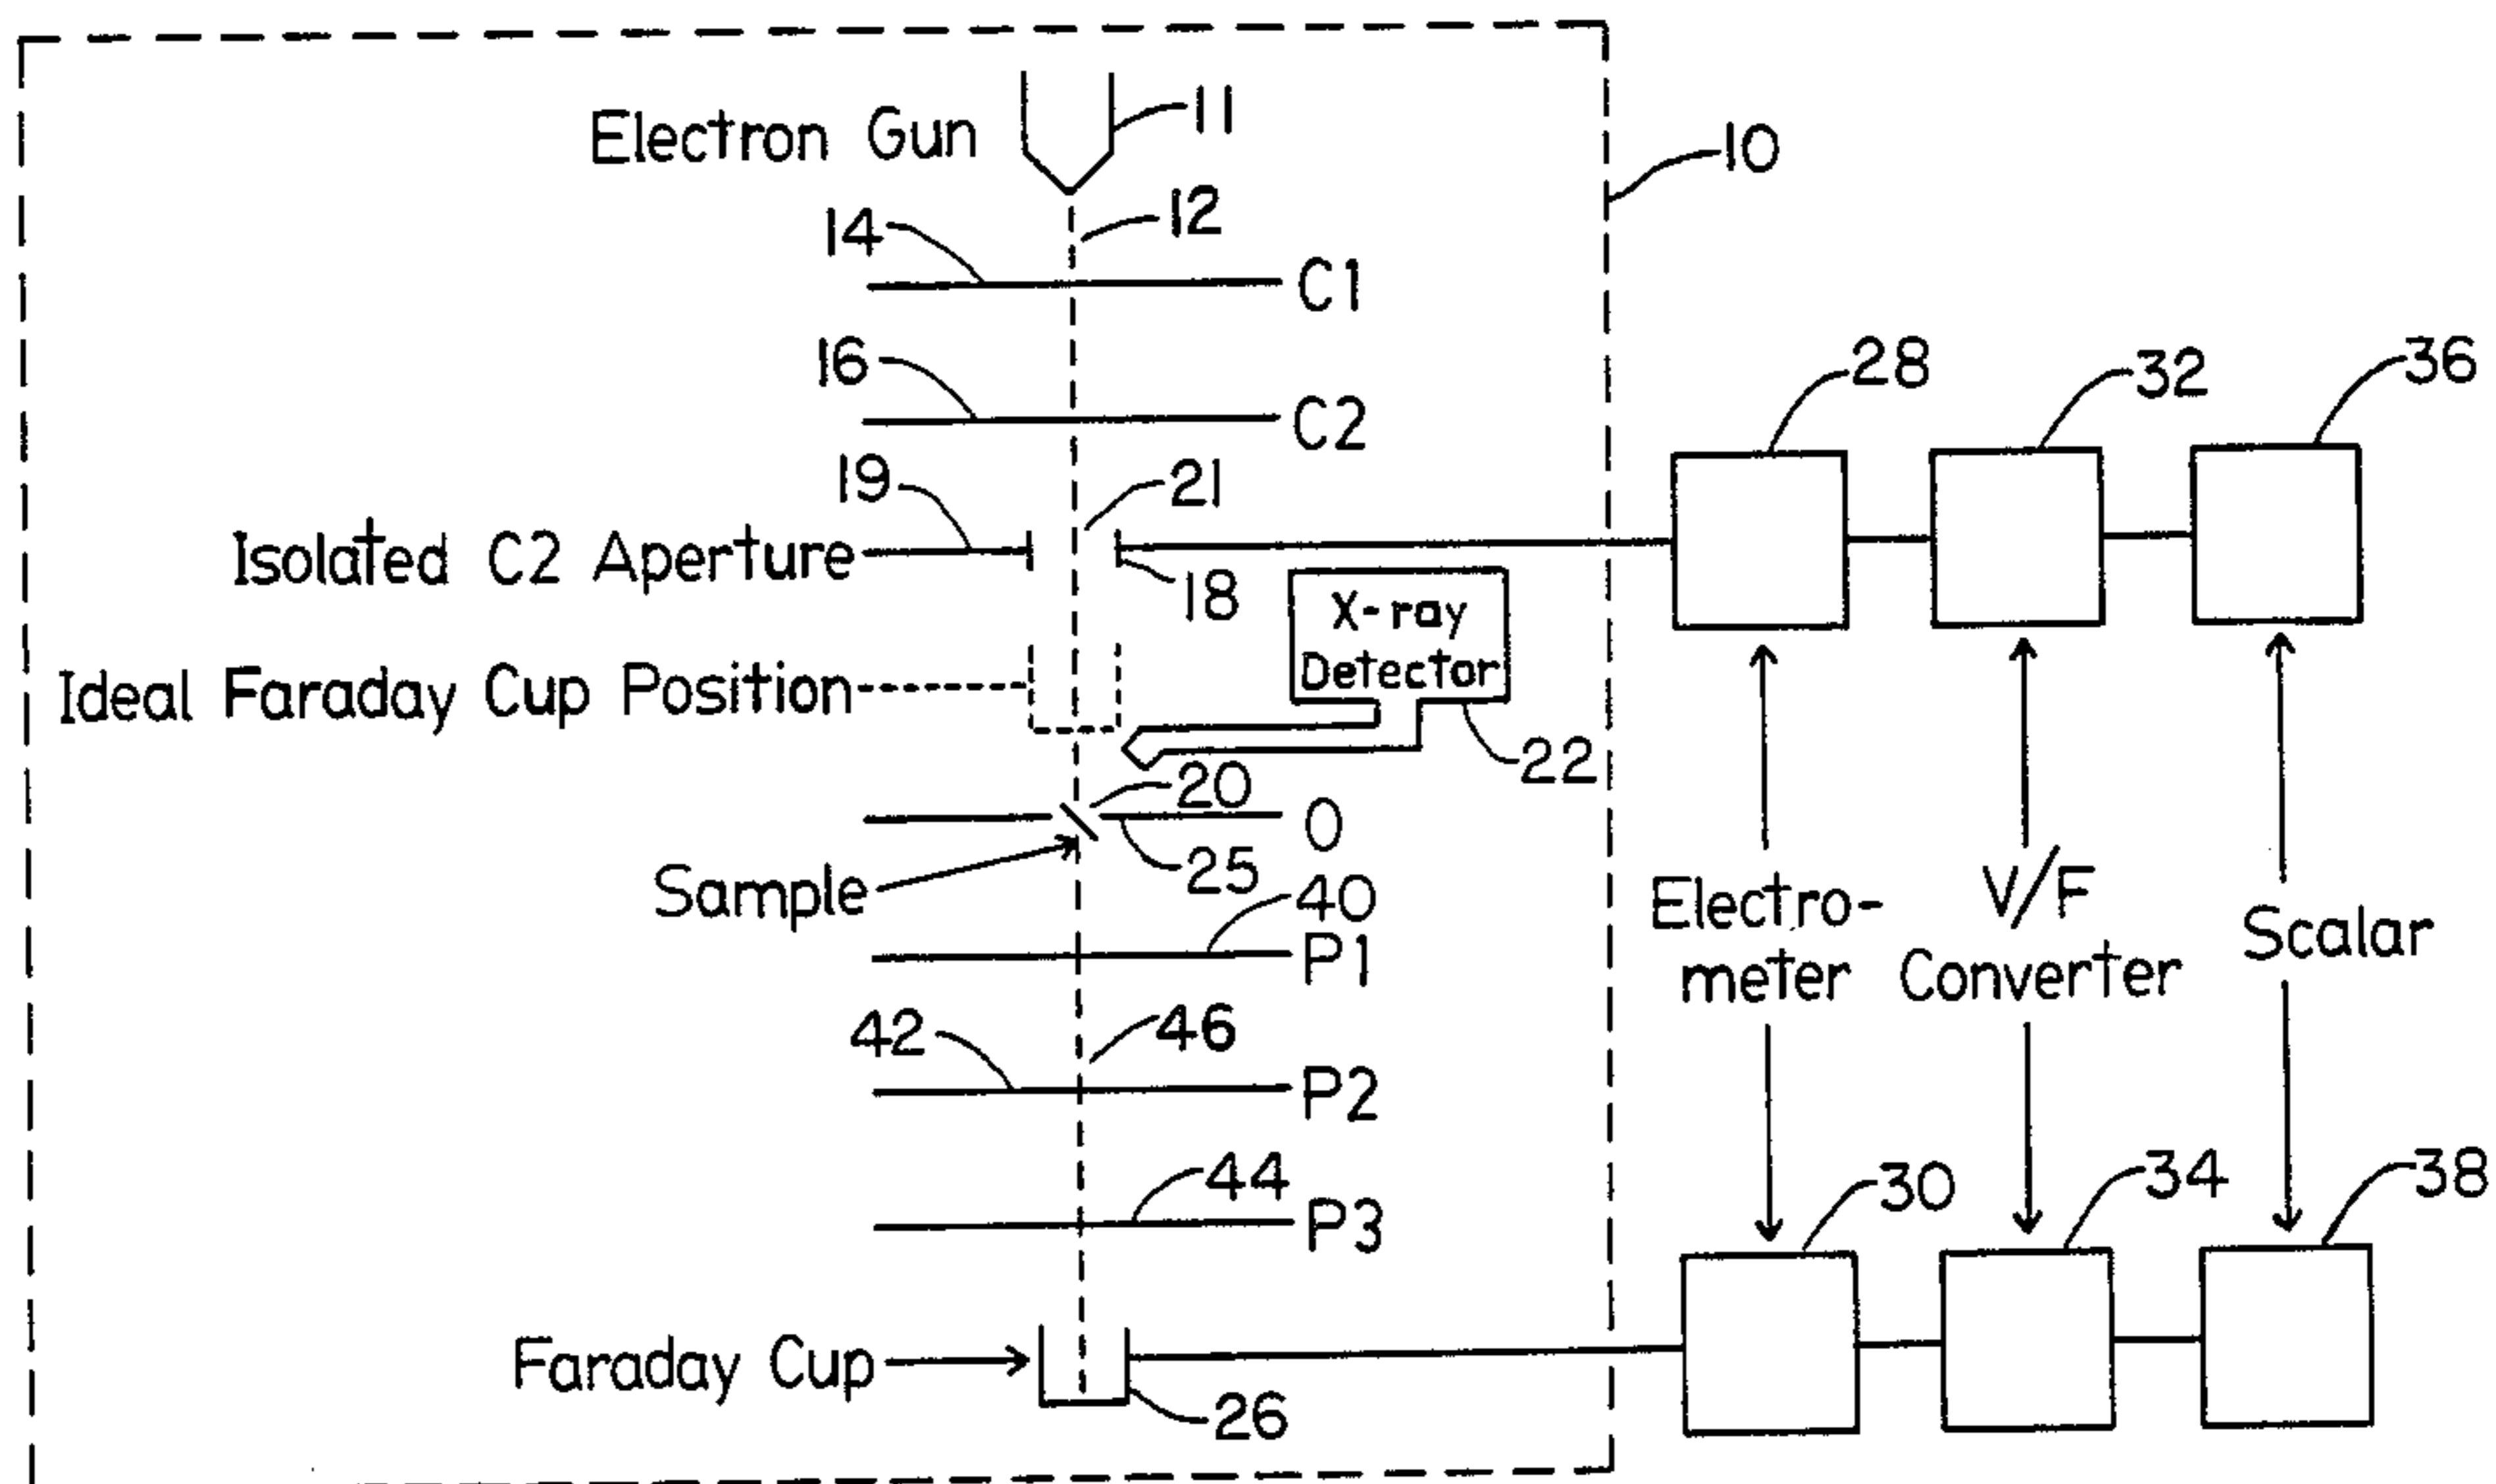 Electron Gun
11
10
12
14
C1
16
C2
28
32
36
19
21
Isolated C2 Aperture
18
X-ray
Detector
Ideal Faraday Cup Position
22
20
O
25
Sample
40
P1
Electro-
meter
V/F
Converter
Scalar
42
46
P2
44
P3
30
34
38
Faraday Cup
26